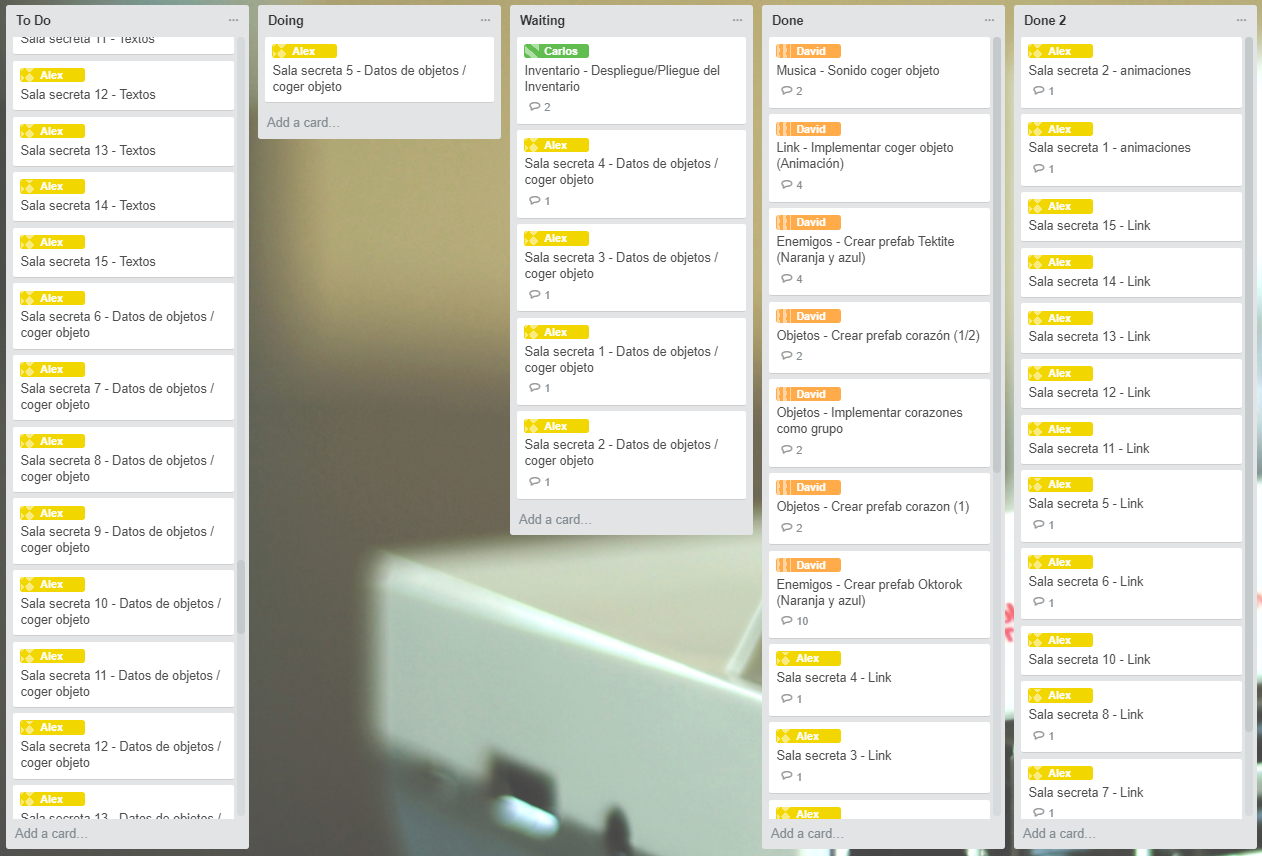 To Do
Sala secreta 11 - Textos
Alex
Sala secreta 12 - Textos
Alex
Sala secreta 13 - Textos
Alex
Sala secreta 14 - Textos
Alex
Sala secreta 15 - Textos
Alex
Sala secreta 6 - Datos de objetos /
coger objeto
Alex
Sala secreta 7 - Datos de objetos /
coger objeto
Alex
Sala secreta 8 - Datos de objetos /
coger objeto
Alex
Sala secreta 9 - Datos de objetos /
coger objeto
Alex
Sala secreta 10 - Datos de objetos /
coger objeto
Alex
Sala secreta 11 - Datos de objetos /
coger objeto
Alex
Sala secreta 12 - Datos de objetos /
coger objeto
Alex
Sala secreta 13 - Datos de objetos /
Add a card…
Doing
Alex
Sala secreta 5 - Datos de objetos /
coger objeto
Add a card…
Waiting
Carlos
Inventario - Despliegue/Pliegue del
Inventario
2
Alex
Sala secreta 4 - Datos de objetos /
coger objeto
1
Alex
Sala secreta 3 - Datos de objetos /
coger objeto
1
Alex
Sala secreta 1 - Datos de objetos /
coger objeto
1
Alex
Sala secreta 2 - Datos de objetos /
coger objeto
1
Add a card…
Done
David
Musica - Sonido coger objeto
2
David
Link - Implementar coger objeto
(Animación)
4
David
Enemigos - Crear prefab Tektite
(Naranja y azul)
4
David
Objetos - Crear prefab corazón (1/2)
2
David
Objetos - Implementar corazones
como grupo
2
David
Objetos - Crear prefab corazon (1)
2
David
Enemigos - Crear prefab Oktorok
(Naranja y azul)
10
Alex
Sala secreta 4 - Link
1
Alex
Sala secreta 3 - Link
1
Alex
Add a card…
Done 2
Alex
Sala secreta 2 - animaciones
1
Alex
Sala secreta 1 - animaciones
1
Alex
Sala secreta 15 - Link
Alex
Sala secreta 14 - Link
Alex
Sala secreta 13 - Link
Alex
Sala secreta 12 - Link
Alex
Sala secreta 11 - Link
Alex
Sala secreta 5 - Link
1
Alex
Sala secreta 6 - Link
1
Alex
Sala secreta 10 - Link
Alex
Sala secreta 8 - Link
1
Alex
Sala secreta 7 - Link
1
Add a card…